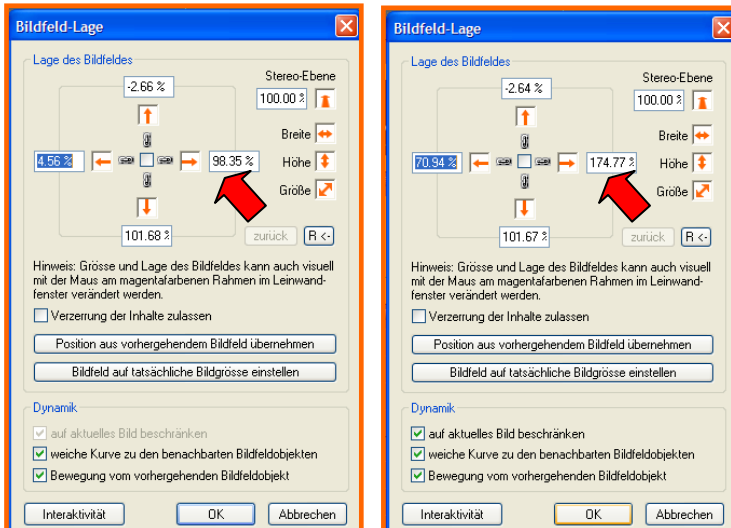 Bildfeld-Lage
Lage des Bildfeldes
-2.66 %
Stereo-Ebene
100.00 %
Breite
4.56 %
98.35 %
Höhe
Größe
101.68 %
zurück
R <-
Hinweis: Grösse und Lage des Bildfeldes kann auch visuell
mit der Maus am magentafarbenen Rahmen im Leinwand-
fenster verändert werden.
Verzerrung der Inhalte zulassen
Position aus vorhergehendem Bildfeld übernehmen
Bildfeld auf tatsächliche Bildgrösse einstellen
Dynamik
auf aktuelles Bild beschränken
weiche Kurve zu den benachbarten Bildfeldobjekten
Bewegung vom vorhergehenden Bildfeldobjekt
Interaktivität
OK
Abbrechen
Bildfeld-Lage
Lage des Bildfeldes
-2.64 %
Stereo-Ebene
100.00 %
Breite
70.94 %
174.77 %
Höhe
Größe
101.67 %
zurück
R <-
Hinweis: Grösse und Lage des Bildfeldes kann auch visuell
mit der Maus am magentafarbenen Rahmen im Leinwand-
fenster verändert werden.
Verzerrung der Inhalte zulassen
Position aus vorhergehendem Bildfeld übernehmen
Bildfeld auf tatsächliche Bildgrösse einstellen
Dynamik
auf aktuelles Bild beschränken
weiche Kurve zu den benachbarten Bildfeldobjekten
Bewegung vom vorhergehenden Bildfeldobjekt
Interaktivität
OK
Abbrechen